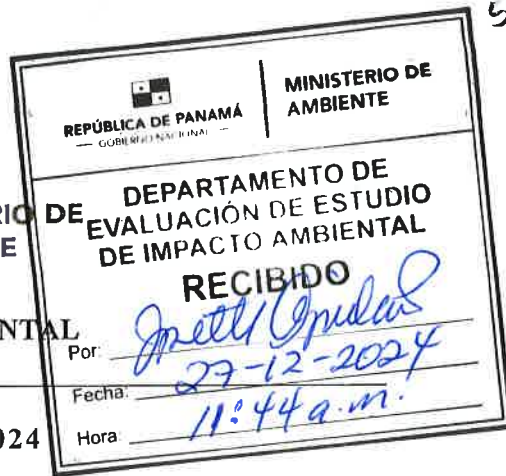 REPÚBLICA DE PANAMÁ
— GOBIERNO NACIONAL —
MINISTERIO DE
AMBIENTE
DEPARTAMENTO DE
EVALUACIÓN DE ESTUDIO
DE IMPACTO AMBIENTAL
RECIBIDO
Por:
Fecha: 27-12-2024
Hora: 11:44 a.m.
RIO DE
E
NTAL
024